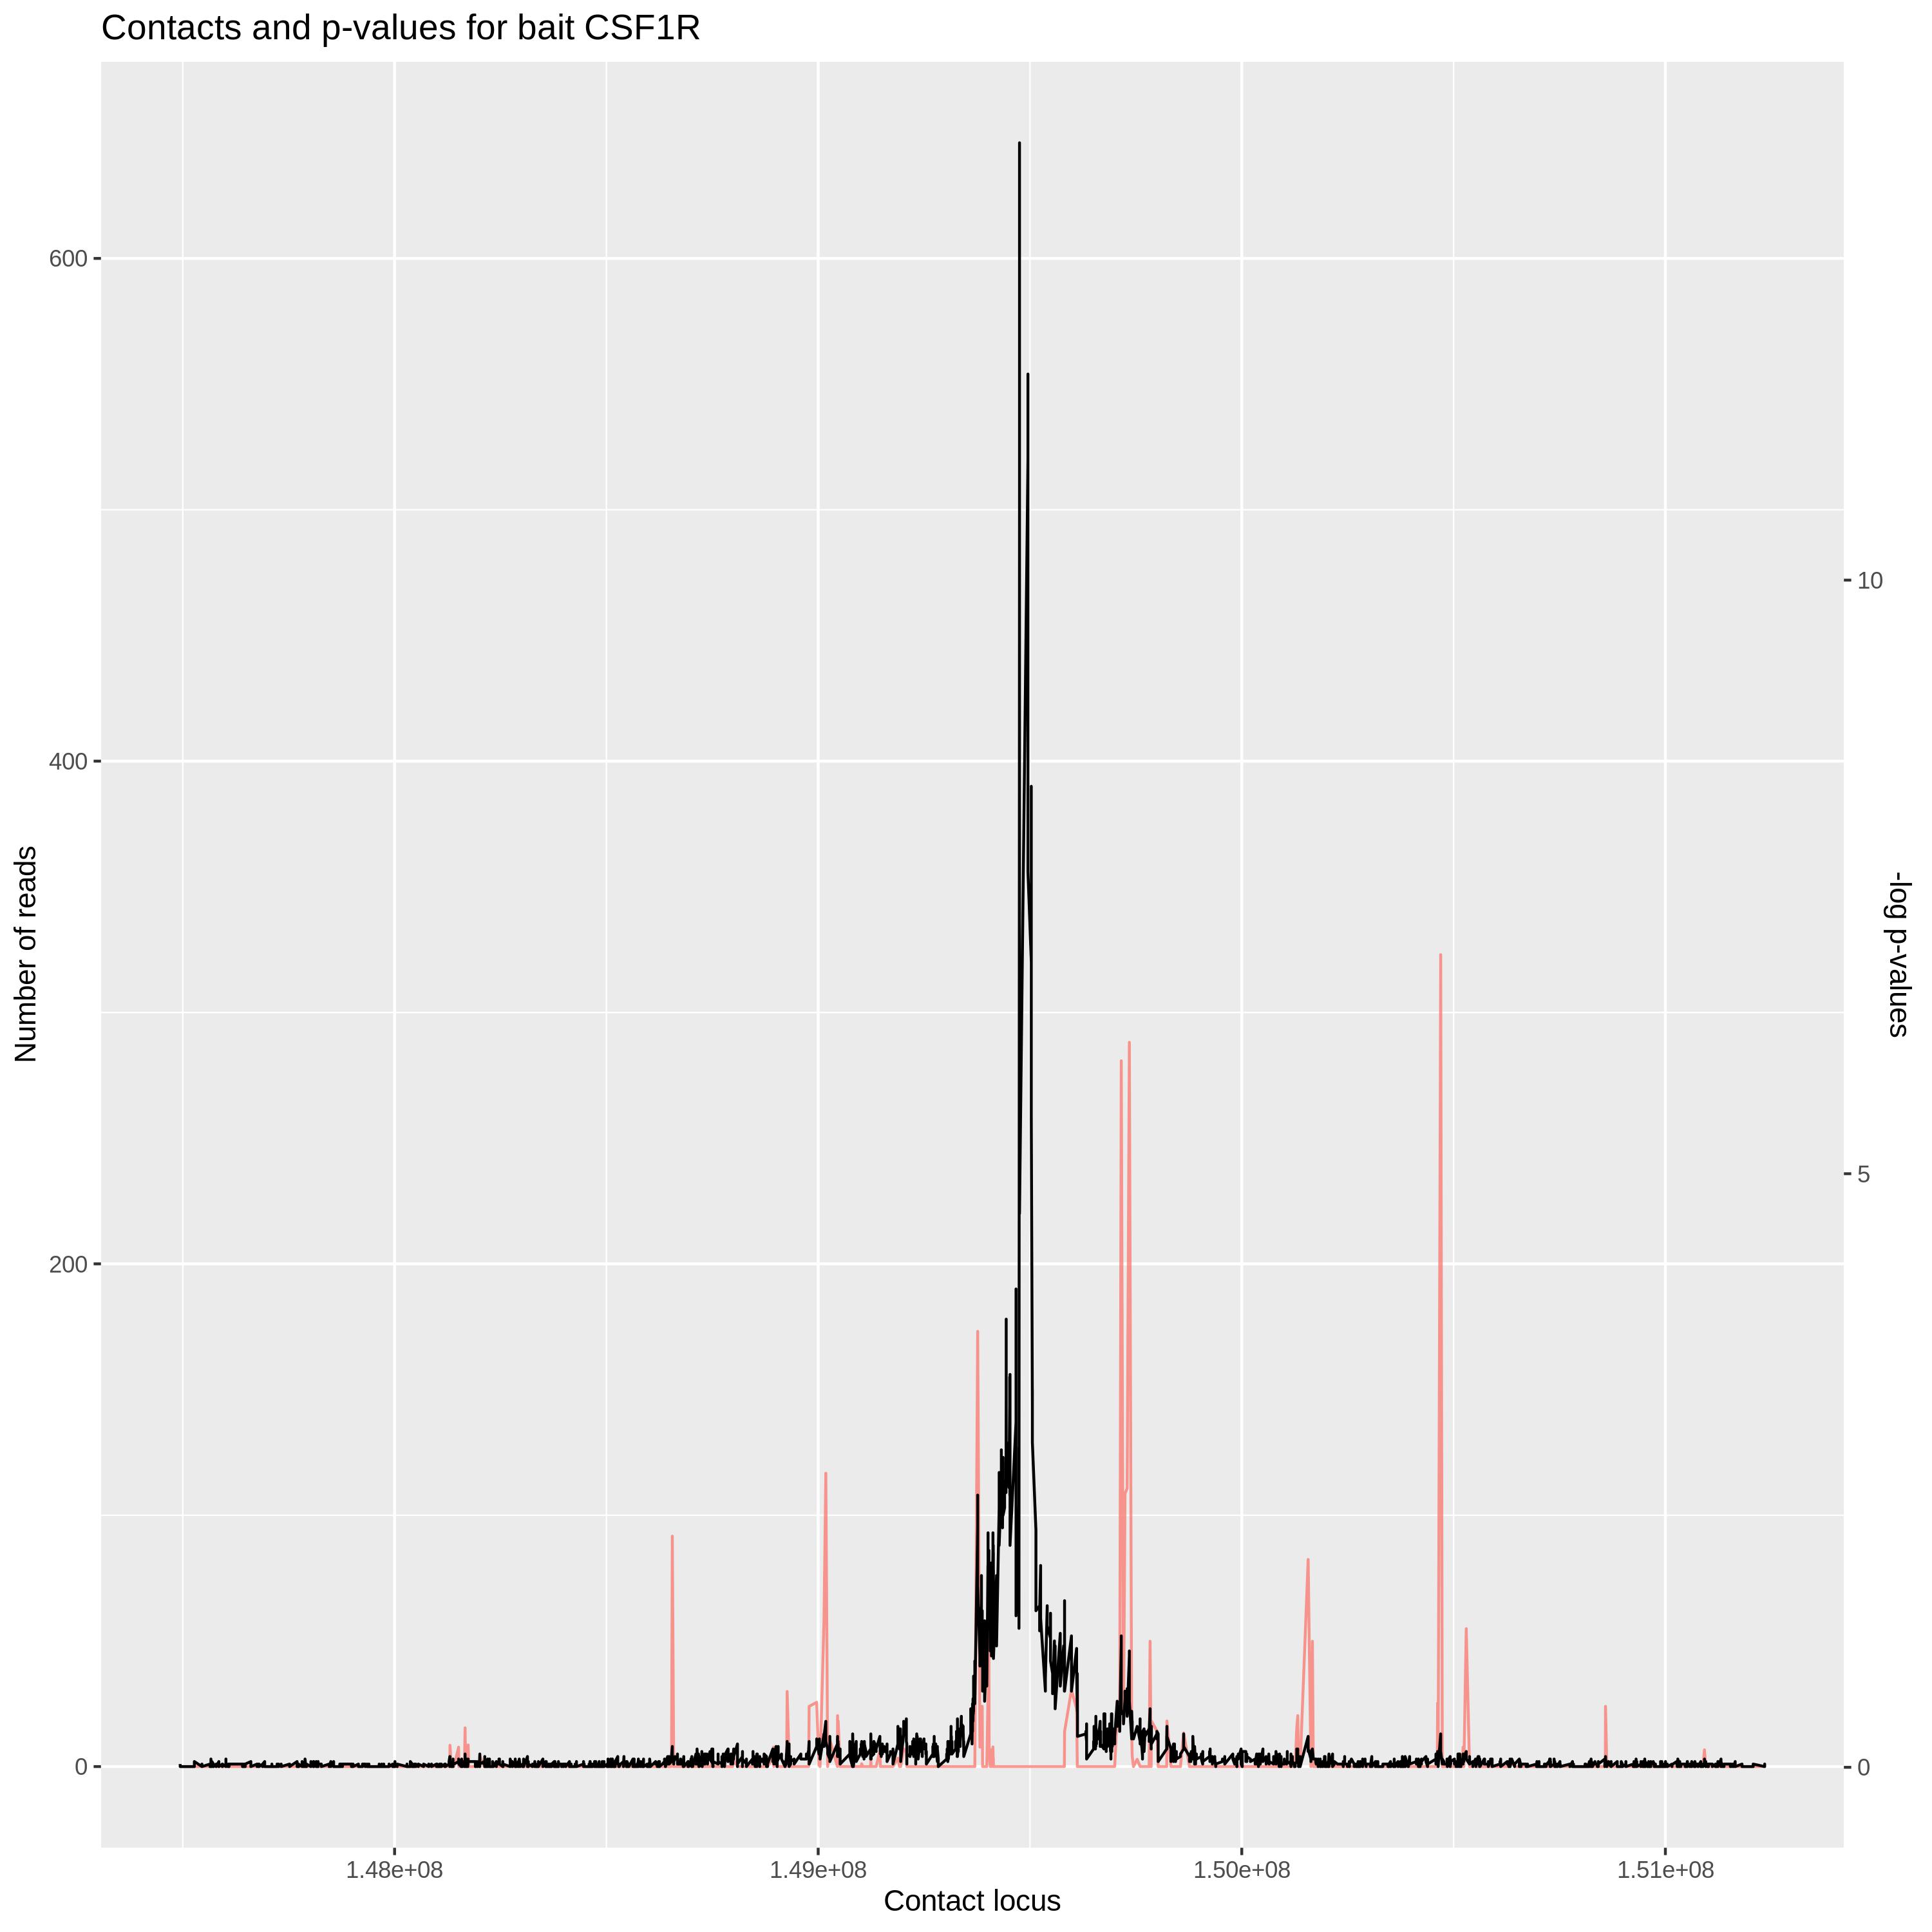 Contacts and p-values for bait CSF1R
600
400
200
0
Number of reads
10
5
0
-log p-values
1.48e+08 1.49e+08 1.50e+08 1.51e+08
Contact locus